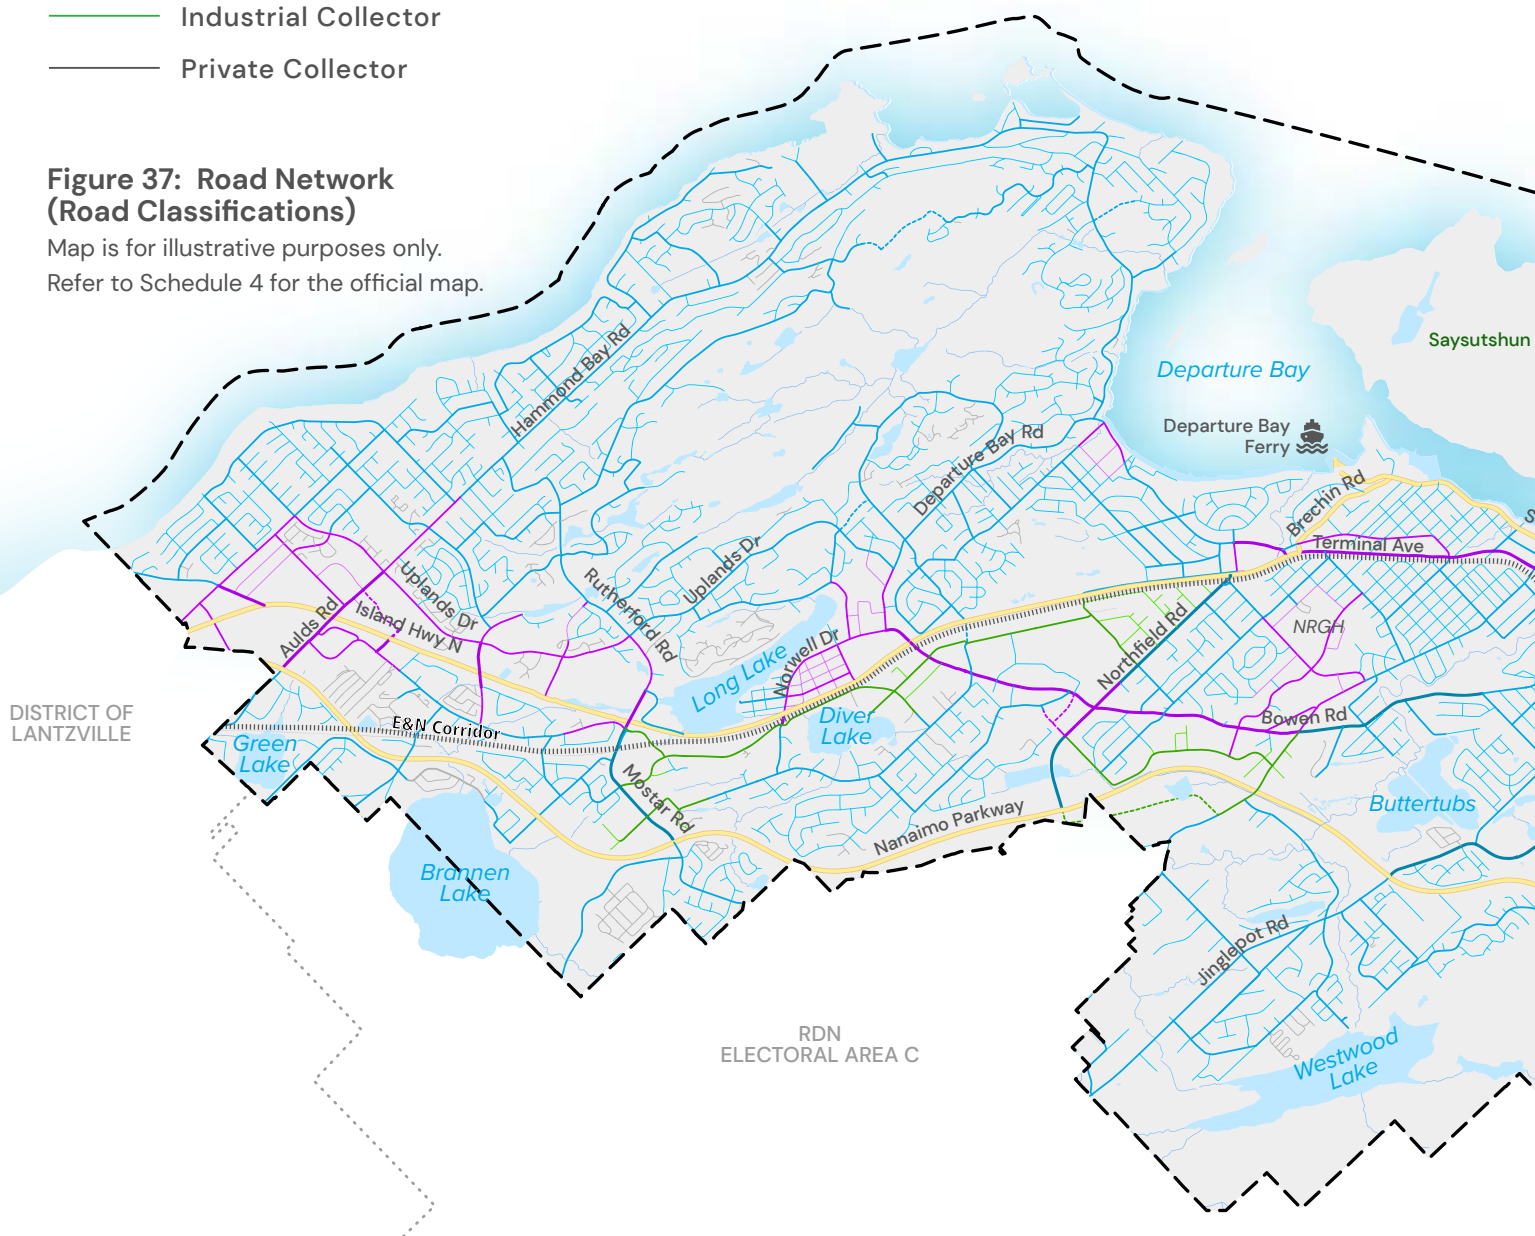 Industrial Collector
Private Collector
Figure 37: Road Network
(Road Classifications)
Map is for illustrative purposes only.
Refer to Schedule 4 for the official map.
Saysutshun
Departure Bay
Departure Bay
Ferry
Hammond Bay Rd
Departure Bay Rd
Brechin Rd
Terminal Ave
Uplands Dr
Uplands Dr
Rutherford Rd
Aulds Rd
Island Hwy N
Norwell Dr
Northfield Rd
NRGH
Long Lake
DISTRICT OF
LANTZVILLE
E&N Corridor
Green
Lake
Diver
Lake
Bowen Rd
Mostar Rd
Buttertubs
Nanaimo Parkway
Brannen
Lake
Jinglepot Rd
RDN
ELECTORAL AREA C
Westwood
Lake